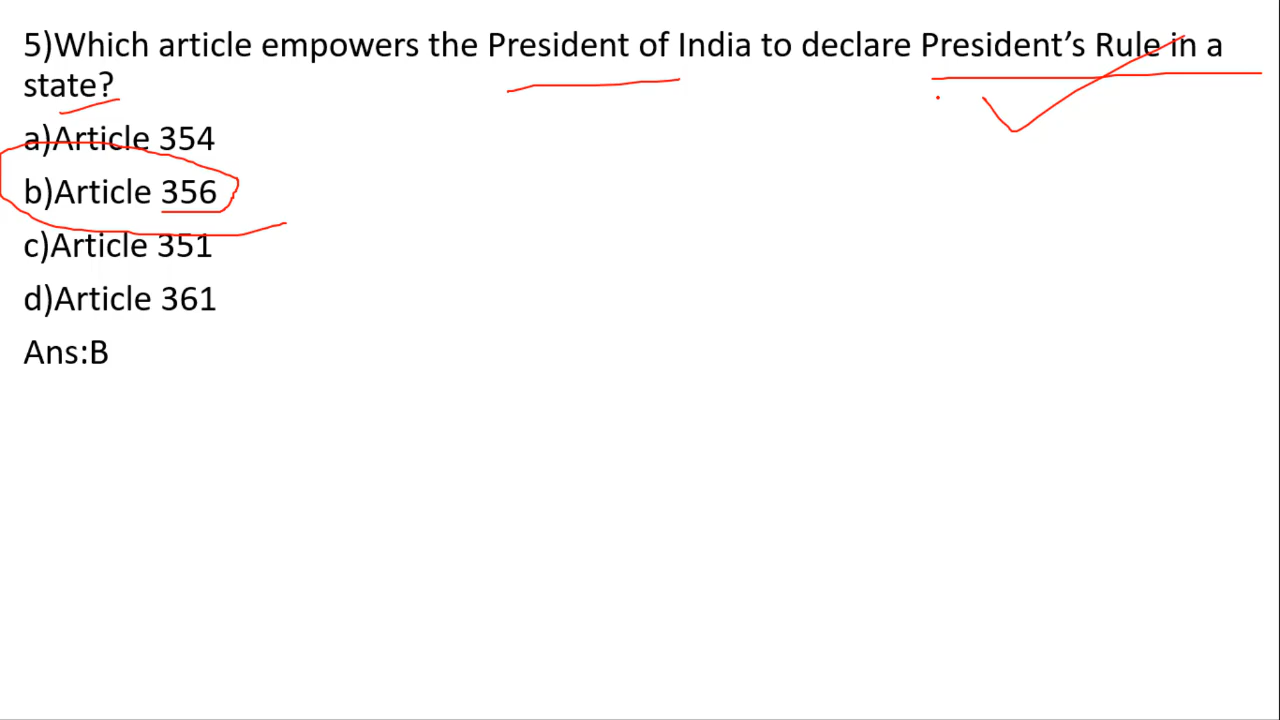 5)Which article empowers the President of India to declare President’s Rule in a
state?
a)Article 354
b)Article 356
c)Article 351
d)Article 361
Ans:B